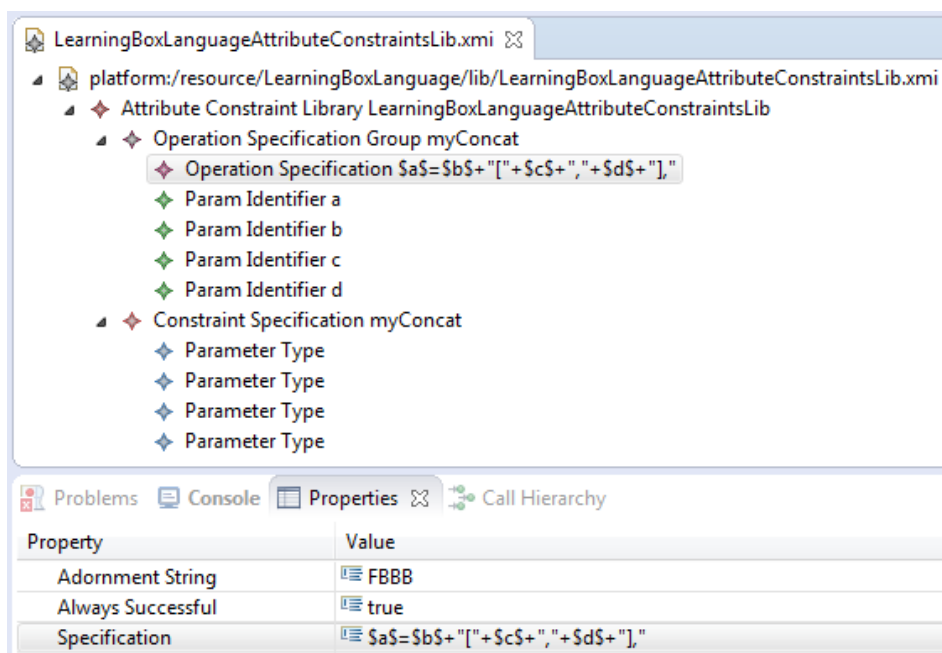 LearningBoxLanguageAttributeConstraintsLib.xmi
platform:/resource/LearningBoxLanguage/lib/LearningBoxLanguageAttributeConstraintsLib.xmi
Attribute Constraint Library LearningBoxLanguageAttributeConstraintsLib
Operation Specification Group myConcat
Operation Specification $a$=$b$+"["+$c$+","+$d$+"],"
Param Identifier a
Param Identifier b
Param Identifier c
Param Identifier d
Constraint Specification myConcat
Parameter Type
Parameter Type
Parameter Type
Parameter Type
Problems Console Properties Call Hierarchy
Property Value
Adornment String FBBB
Always Successful true
Specification $a$=$b$+"["+$c$+","+$d$+"],"